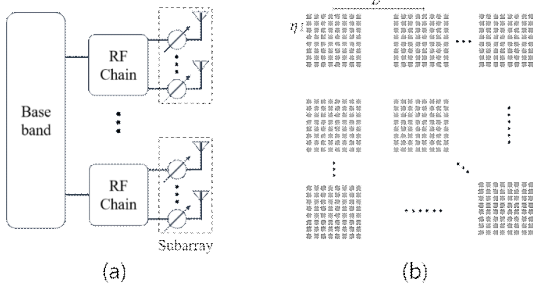 Base
band
RF
Chain
RF
Chain
Subarray
(a)
η
(b)